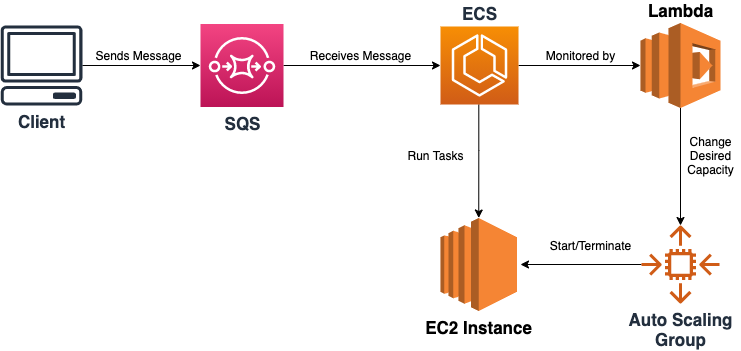 ECS
Lambda
Sends Message
Receives Message
Monitored by
Client
SQS
Run Tasks
Change
Desired
Capacity
Start/Terminate
EC2 Instance
Auto Scaling
Group